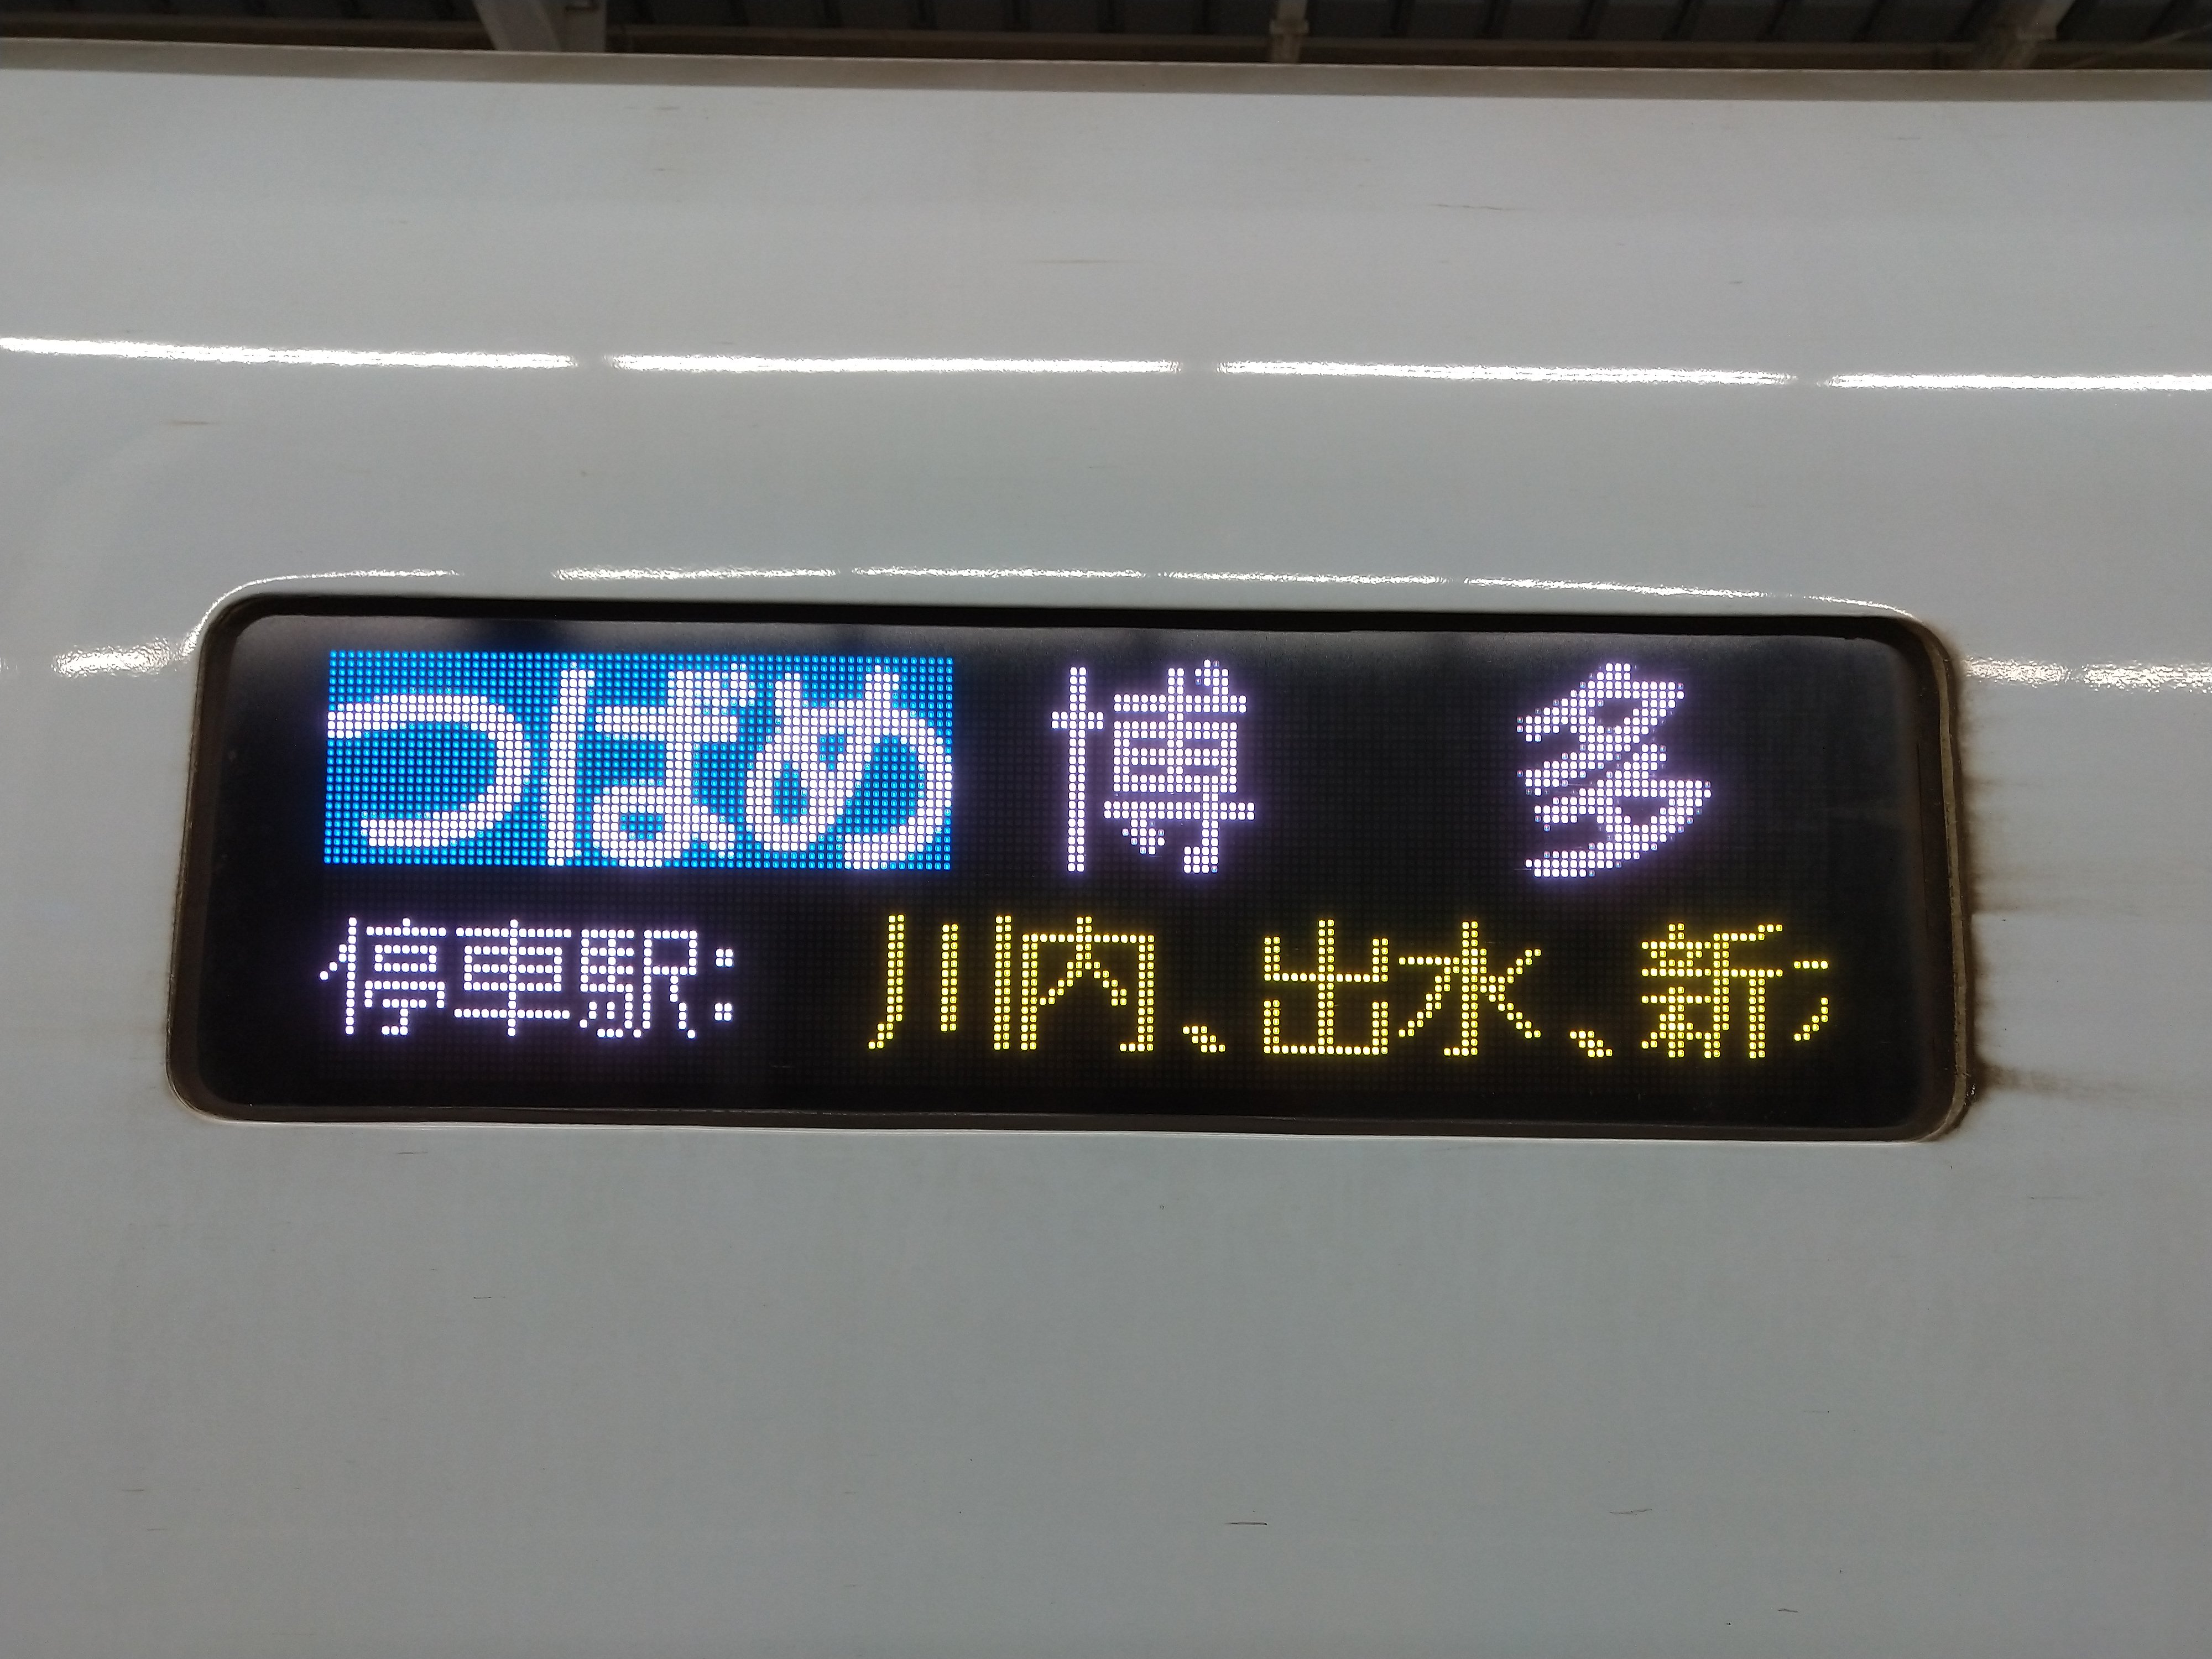 つばめ 博多
停車駅: 川内、出水、新